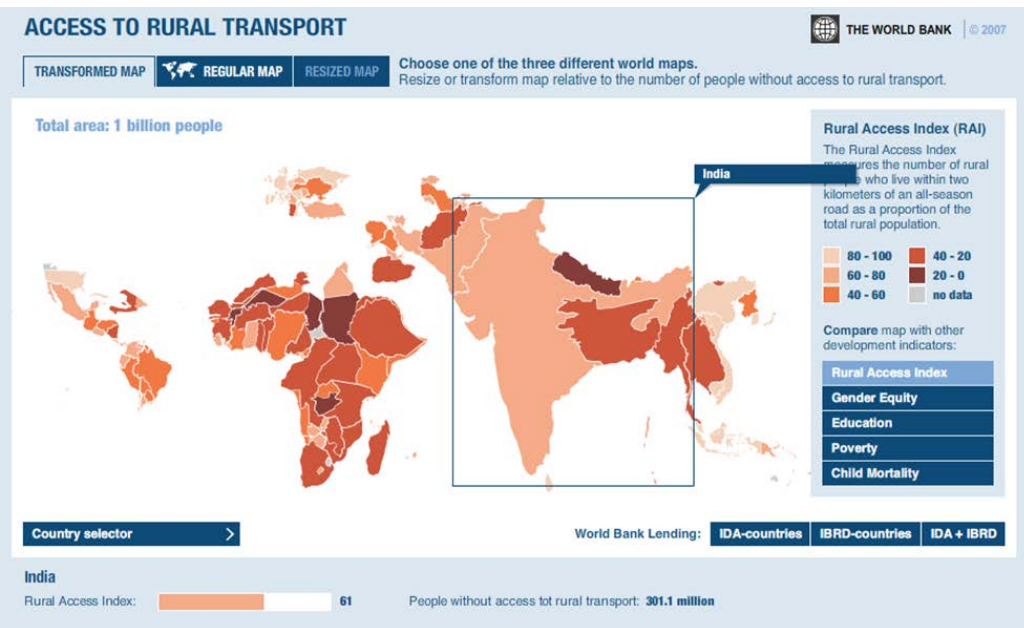 ACCESS TO RURAL TRANSPORT
THE WORLD BANK
© 2007
TRANSFORMED MAP
REGULAR MAP
RESIZED MAP
Choose one of the three different world maps.
Resize or transform map relative to the number of people without access to rural transport.
Total area: 1 billion people
India
Rural Access Index (RAI)
The Rural Access Index
measures the number of rural
who live within two
kilometers of an all-season
road as a proportion of the
total rural population.
80 - 100
60 - 80
40 - 60
40 - 20
20 - 0
no data
Compare map with other
development indicators:
Rural Access Index
Gender Equity
Education
Poverty
Child Mortality
Country selector
World Bank Lending:
IDA-countries
IBRD-countries
IDA + IBRD
India
Rural Access Index:
61
People without access tot rural transport: 301.1 million